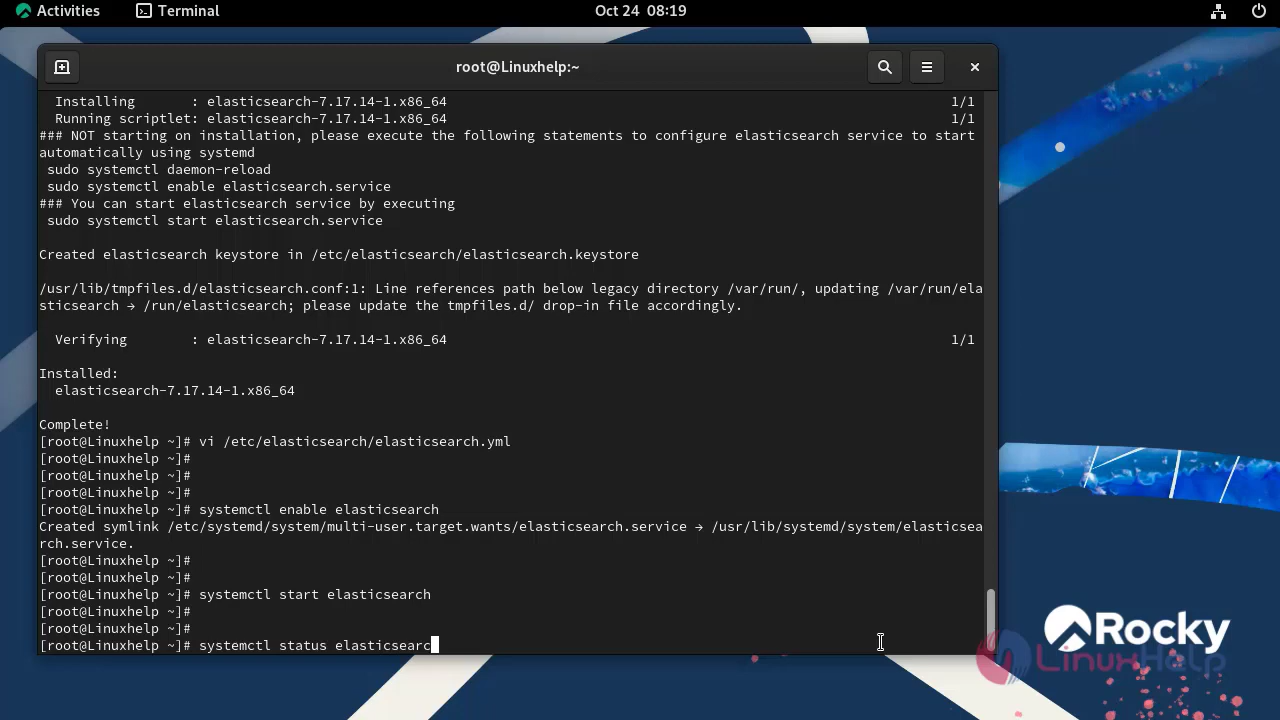 Activities
Terminal
Oct 24 08:19
root@Linuxhelp:~
  Installing        : elasticsearch-7.17.14-1.x86_64                                                               1/1
  Running scriptlet: elasticsearch-7.17.14-1.x86_64                                                               1/1
### NOT starting on installation, please execute the following statements to configure elasticsearch service to start
automatically using systemd
 sudo systemctl daemon-reload
 sudo systemctl enable elasticsearch.service
### You can start elasticsearch service by executing
 sudo systemctl start elasticsearch.service
Created elasticsearch keystore in /etc/elasticsearch/elasticsearch.keystore
/usr/lib/tmpfiles.d/elasticsearch.conf:1: Line references path below legacy directory /var/run/, updating /var/run/ela
sticsearch → /run/elasticsearch; please update the tmpfiles.d/ drop-in file accordingly.
  Verifying        : elasticsearch-7.17.14-1.x86_64                                                               1/1
Installed:
  elasticsearch-7.17.14-1.x86_64
Complete!
[root@Linuxhelp ~]# vi /etc/elasticsearch/elasticsearch.yml
[root@Linuxhelp ~]#
[root@Linuxhelp ~]#
[root@Linuxhelp ~]#
[root@Linuxhelp ~]# systemctl enable elasticsearch
Created symlink /etc/systemd/system/multi-user.target.wants/elasticsearch.service → /usr/lib/systemd/system/elasticsea
rch.service.
[root@Linuxhelp ~]#
[root@Linuxhelp ~]#
[root@Linuxhelp ~]# systemctl start elasticsearch
[root@Linuxhelp ~]#
[root@Linuxhelp ~]#
[root@Linuxhelp ~]# systemctl status elasticsearc
Rocky
LinuxHelp